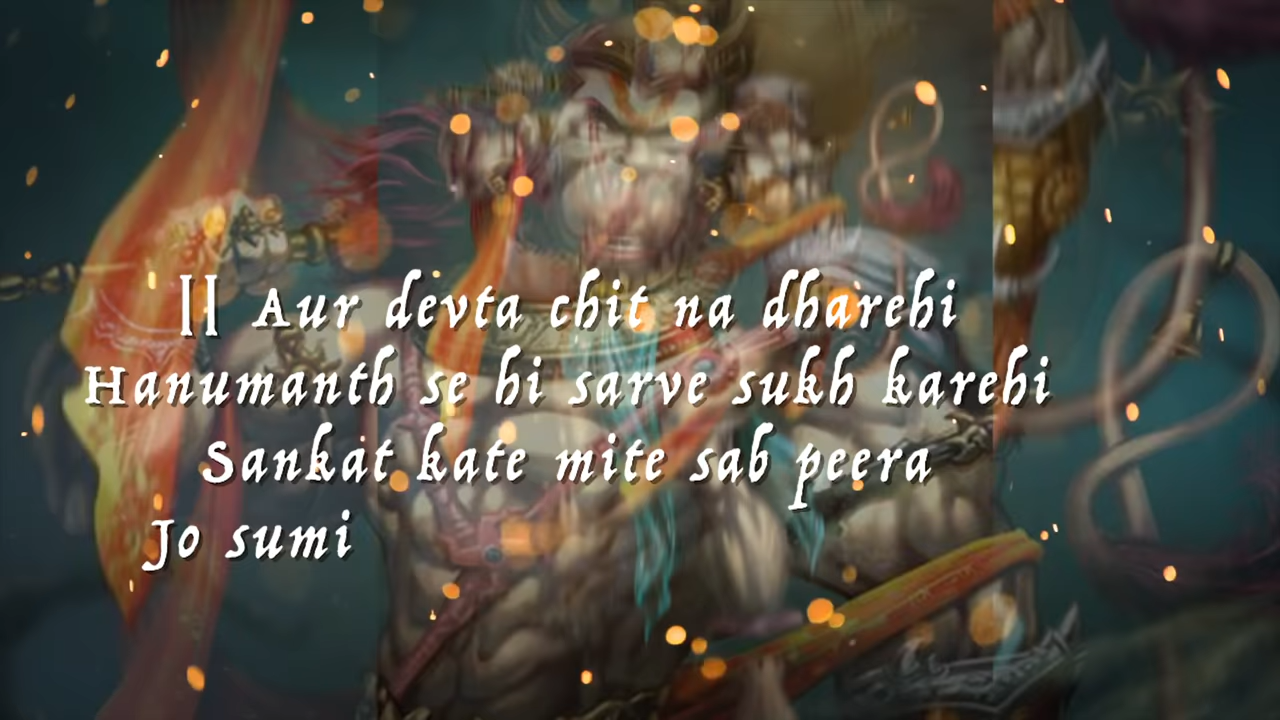 || Aur devta chit na dharehi
Hanumanth se hi sarve sukh karehi
Sankat kate mite sab peera
Jo sumi